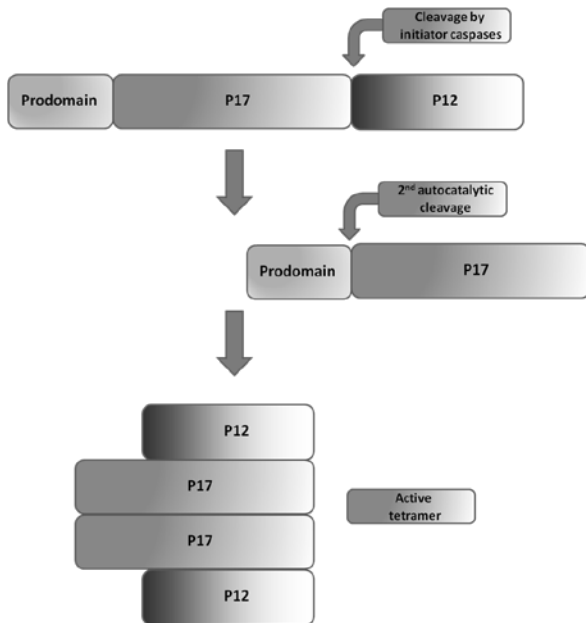 Cleavage by
initiator caspases
Prodomain
P17
P12
2nd autocatalytic
cleavage
Prodomain
P17
P12
P17
P17
P12
Active
tetramer